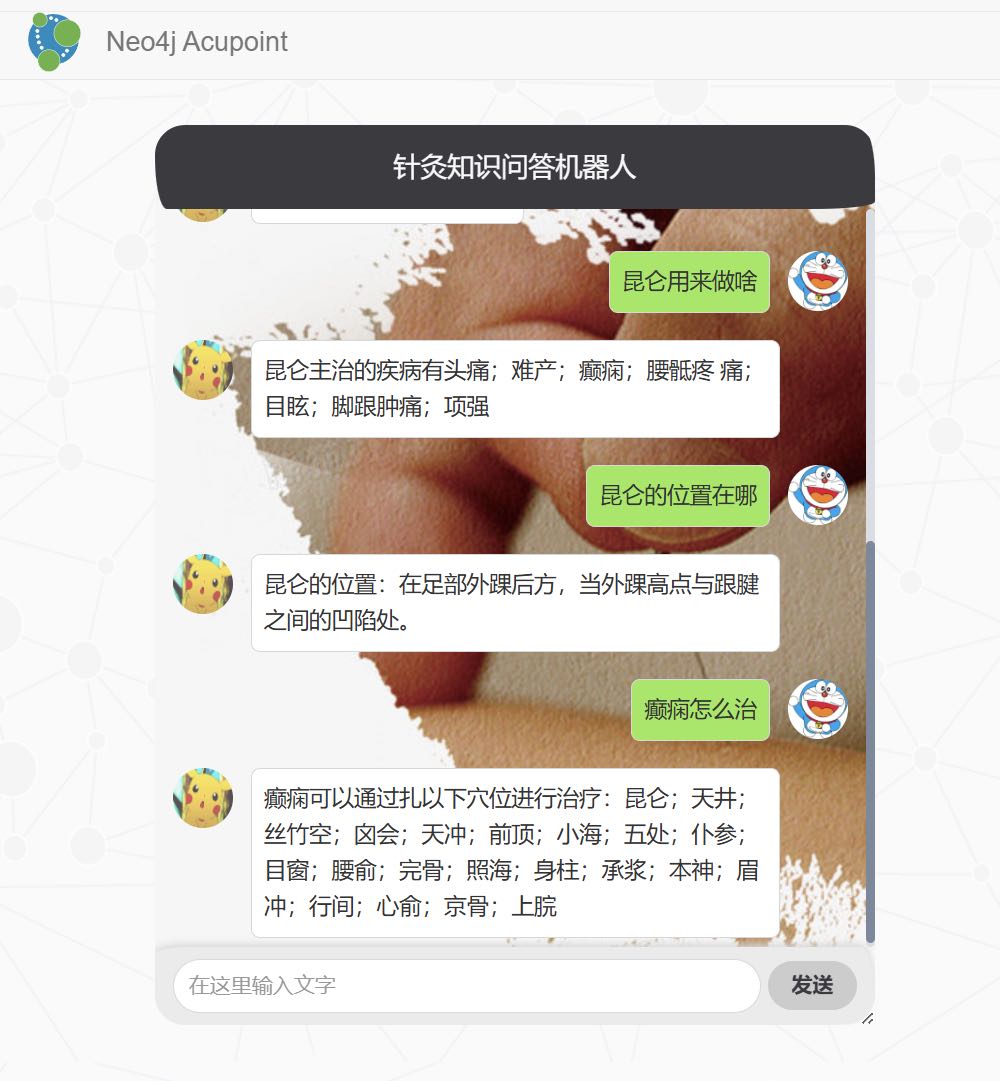 Neo4j Acupoint
针灸知识问答机器人
昆仑用来做啥
昆仑主治的疾病有头痛；难产；癫痫；腰骶疼 痛；
目眩；脚跟肿痛；项强
昆仑的位置在哪
昆仑的位置：在足部外踝后方，当外踝高点与跟腱
之间的凹陷处。
癫痫怎么治
癫痫可以通过扎以下穴位进行治疗：昆仑；天井；
丝竹空；囟会；天冲；前顶；小海；五处；仆参；
目窗；腰俞；完骨；照海；身柱；承浆；本神；眉
冲；行间；心俞；京骨；上脘
在这里输入文字
发送